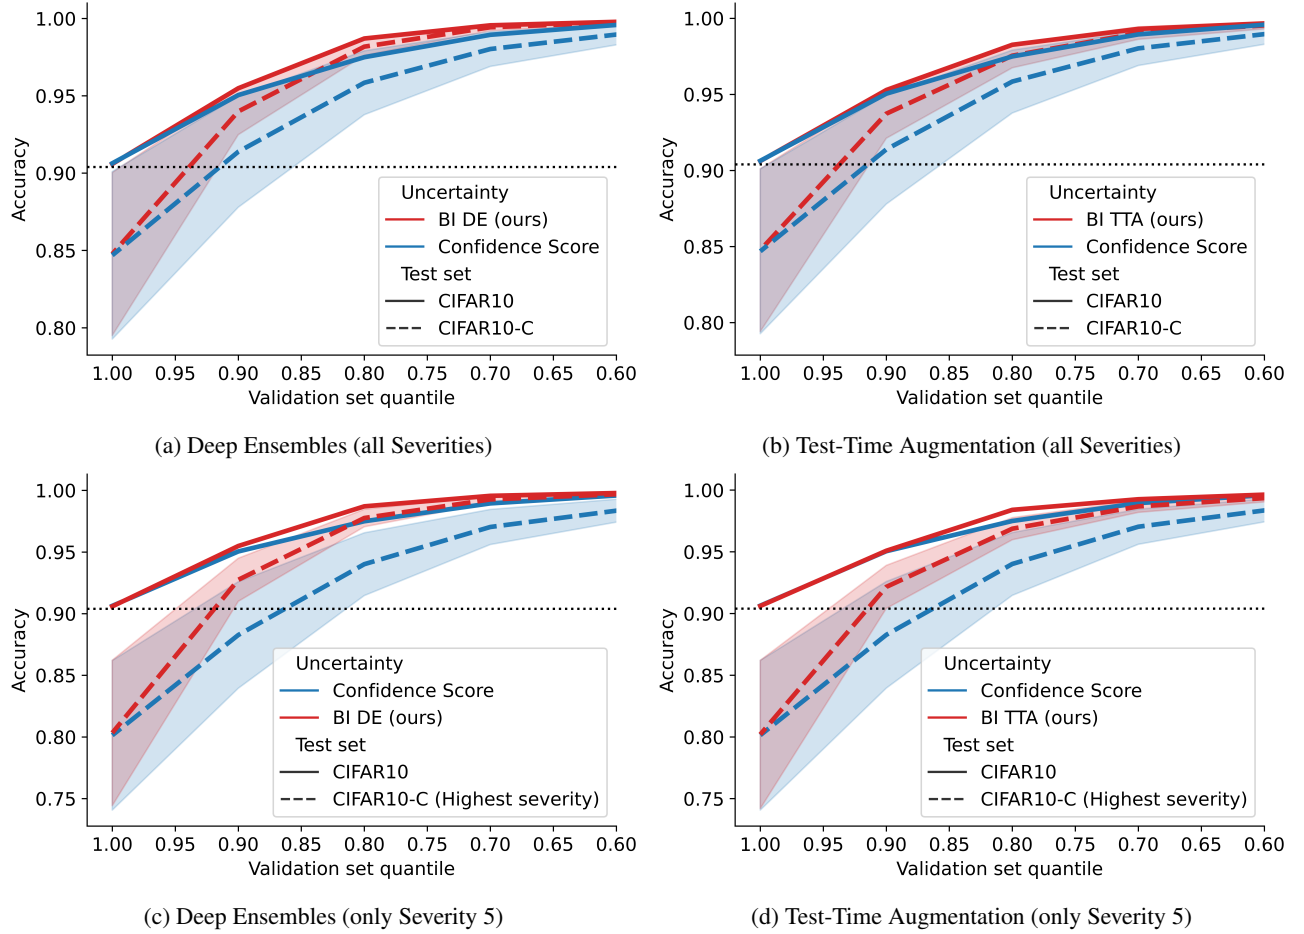 1.00
0.95
0.90
0.85
0.80
Accuracy
Uncertainty
BI DE (ours)
Confidence Score
Test set
CIFAR10
CIFAR10-C
1.00 0.95 0.90 0.85 0.80 0.75 0.70 0.65 0.60
Validation set quantile
(a) Deep Ensembles (all Severities)
1.00
0.95
0.90
0.85
0.80
Accuracy
Uncertainty
BI TTA (ours)
Confidence Score
Test set
CIFAR10
CIFAR10-C
1.00 0.95 0.90 0.85 0.80 0.75 0.70 0.65 0.60
Validation set quantile
(b) Test-Time Augmentation (all Severities)
1.00
0.95
0.90
0.85
0.80
0.75
Accuracy
Uncertainty
Confidence Score
BI DE (ours)
Test set
CIFAR10
CIFAR10-C (Highest severity)
1.00 0.95 0.90 0.85 0.80 0.75 0.70 0.65 0.60
Validation set quantile
(c) Deep Ensembles (only Severity 5)
1.00
0.95
0.90
0.85
0.80
0.75
Accuracy
Uncertainty
Confidence Score
BI TTA (ours)
Test set
CIFAR10
CIFAR10-C (Highest severity)
1.00 0.95 0.90 0.85 0.80 0.75 0.70 0.65 0.60
Validation set quantile
(d) Test-Time Augmentation (only Severity 5)